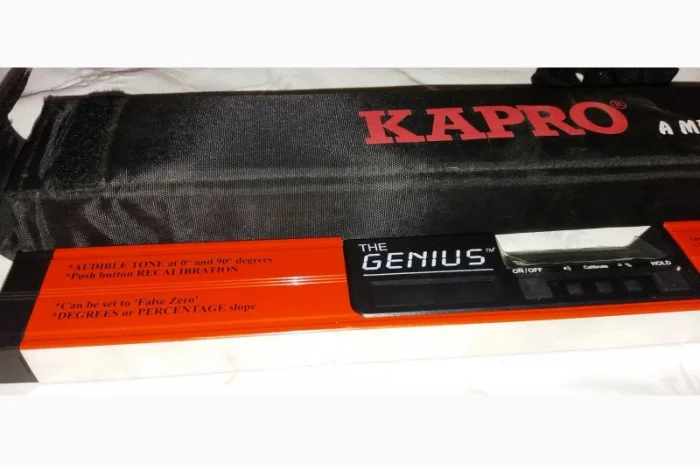 KAPRO®
A
THE
GENIUS™
*AUDIBLE TONE at 0° and 90° degrees
*Push button RECALIBRATION
*Can be set to 'False Zero'
*DEGREES or PERCENTAGE slope
ON/OFF
Calibrate
%
HOLD